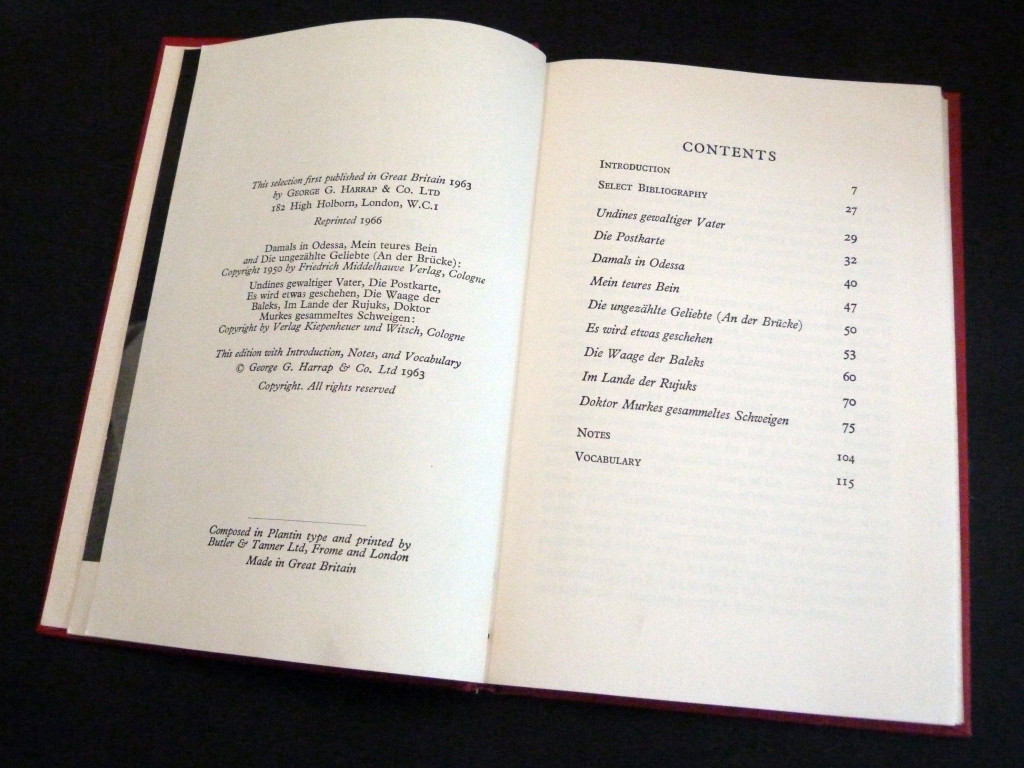 This selection first published in Great Britain 1963
by GEORGE G. HARRAP & CO. LTD
182 High Holborn, London, W.C.1
Reprinted 1966
Damals in Odessa, Mein teures Bein
and Die ungezählte Geliebte (An der Brücke):
Copyright 1950 by Friedrich Middelhauve Verlag, Cologne
Undines gewaltiger Vater, Die Postkarte,
Es wird etwas geschehen, Die Waage der
Baleks, Im Lande der Rujuks, Doktor
Murkes gesammeltes Schweigen:
Copyright by Verlag Kiepenheuer und Witsch, Cologne
This edition with Introduction, Notes, and Vocabulary
© George G. Harrap & Co. Ltd 1963
Copyright. All rights reserved
Composed in Plantin type and printed by
Butler & Tanner Ltd, Frome and London
Made in Great Britain
CONTENTS
INTRODUCTION 7
SELECT BIBLIOGRAPHY 27
Undines gewaltiger Vater 29
Die Postkarte 32
Damals in Odessa 40
Mein teures Bein 47
Die ungezählte Geliebte (An der Brücke) 50
Es wird etwas geschehen 53
Die Waage der Baleks 60
Im Lande der Rujuks 70
Doktor Murkes gesammeltes Schweigen 75
NOTES 104
VOCABULARY 115